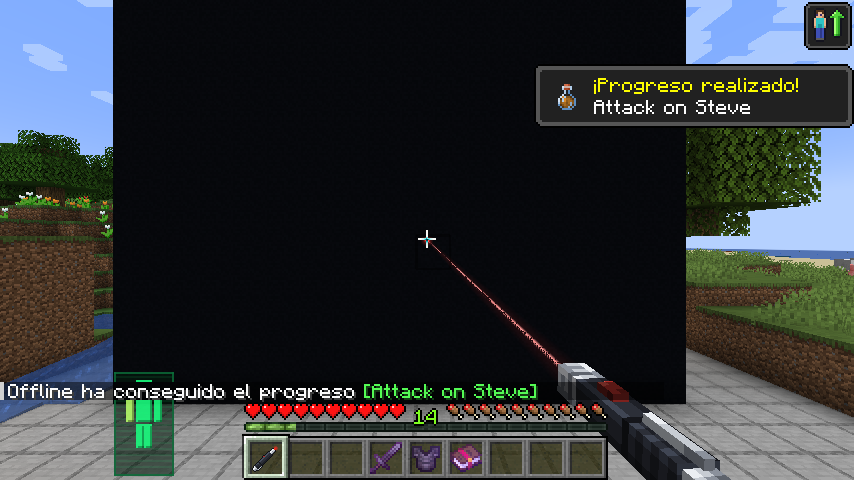 ¡Progreso realizado!
Attack on Steve
Offline ha conseguido el progreso [Attack on Steve]
14